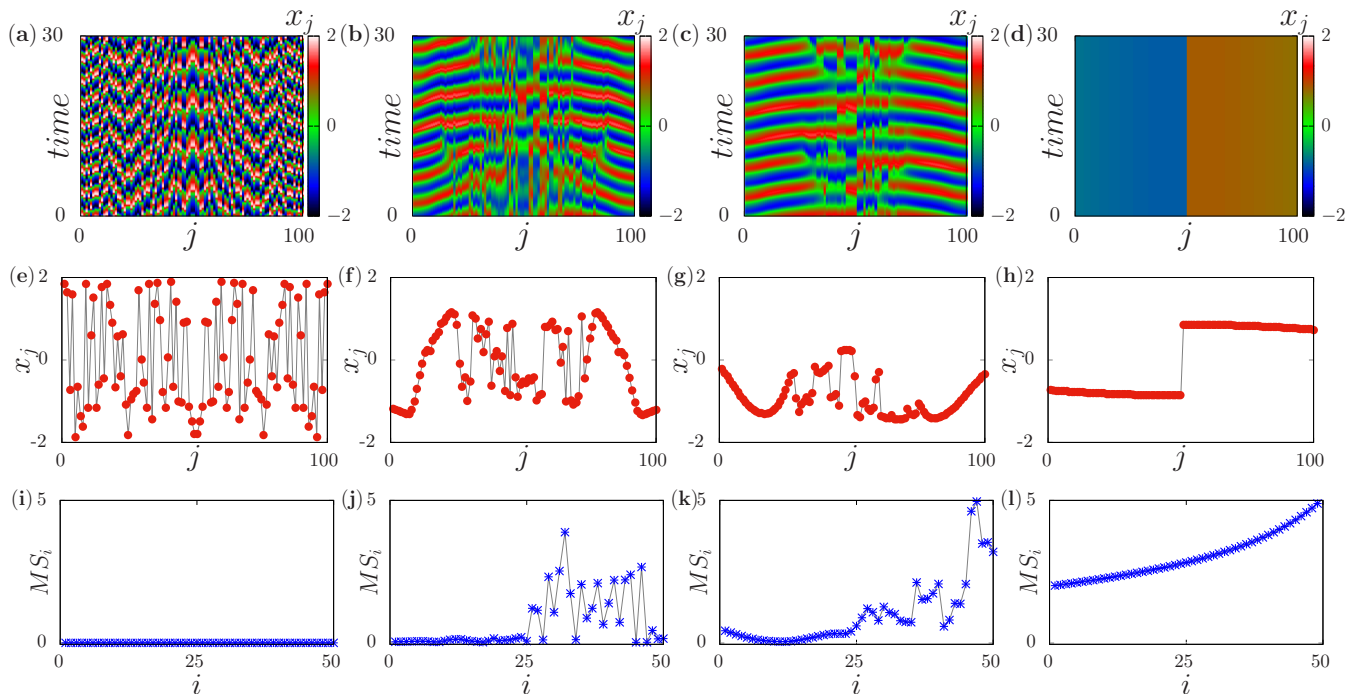 (a) 30 time 0 0 j 100 x_j 2 0 −2
(b) 30 time 0 0 j 100 x_j 2 0 −2
(c) 30 time 0 0 j 100 x_j 2 0 −2
(d) 30 time 0 0 j 100 x_j 2 0 −2
(e) 2 x_j 0 -2 0 j 100
(f) 2 x_j 0 -2 0 j 100
(g) 2 x_j 0 -2 0 j 100
(h) 2 x_j 0 -2 0 j 100
(i) 5 MS_i 0 0 25 50 i
(j) 5 MS_i 0 0 25 50 i
(k) 5 MS_i 0 0 25 50 i
(l) 5 MS_i 0 0 25 50 i